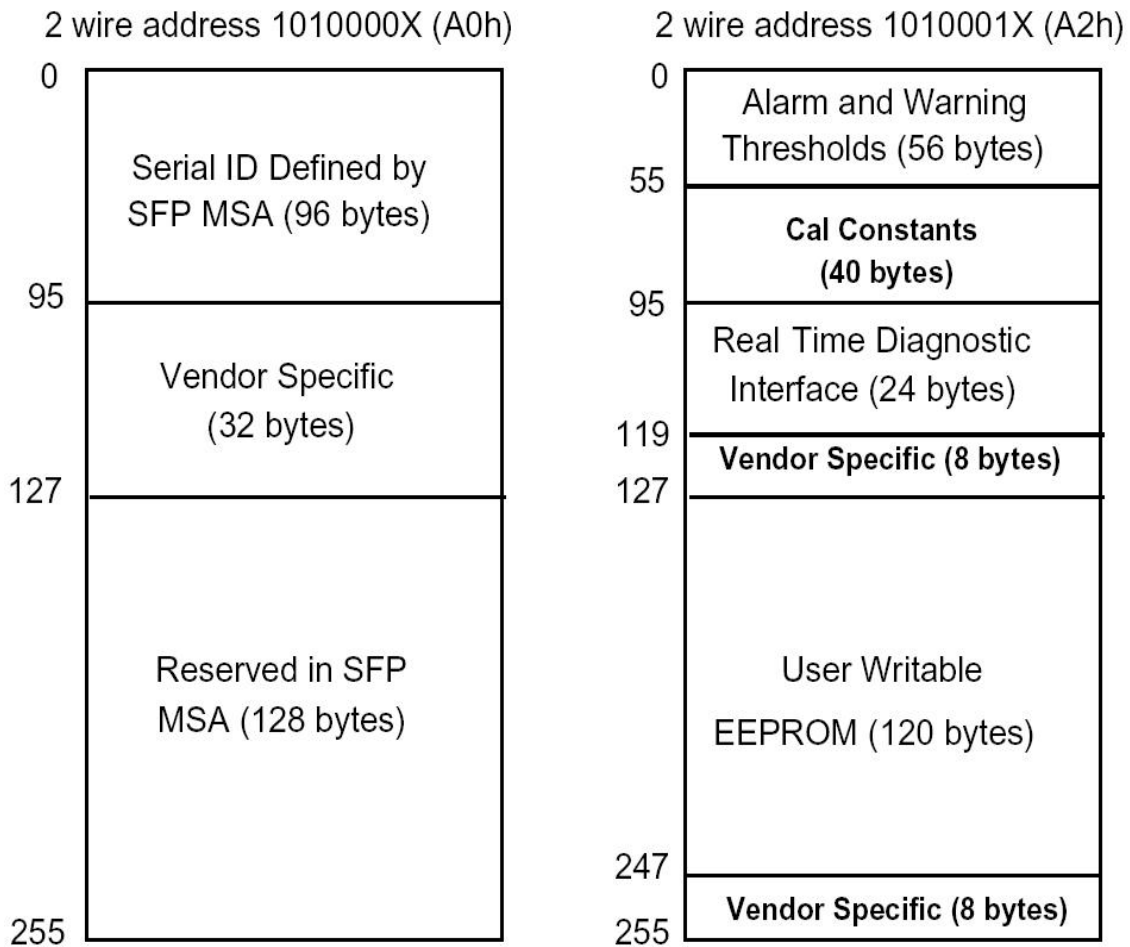 2 wire address 1010000X (A0h)
0
Serial ID Defined by
SFP MSA (96 bytes)
95
Vendor Specific
(32 bytes)
127
Reserved in SFP
MSA (128 bytes)
255
2 wire address 1010001X (A2h)
0
Alarm and Warning
Thresholds (56 bytes)
55
Cal Constants
(40 bytes)
95
Real Time Diagnostic
Interface (24 bytes)
119
Vendor Specific (8 bytes)
127
User Writable
EEPROM (120 bytes)
247
Vendor Specific (8 bytes)
255